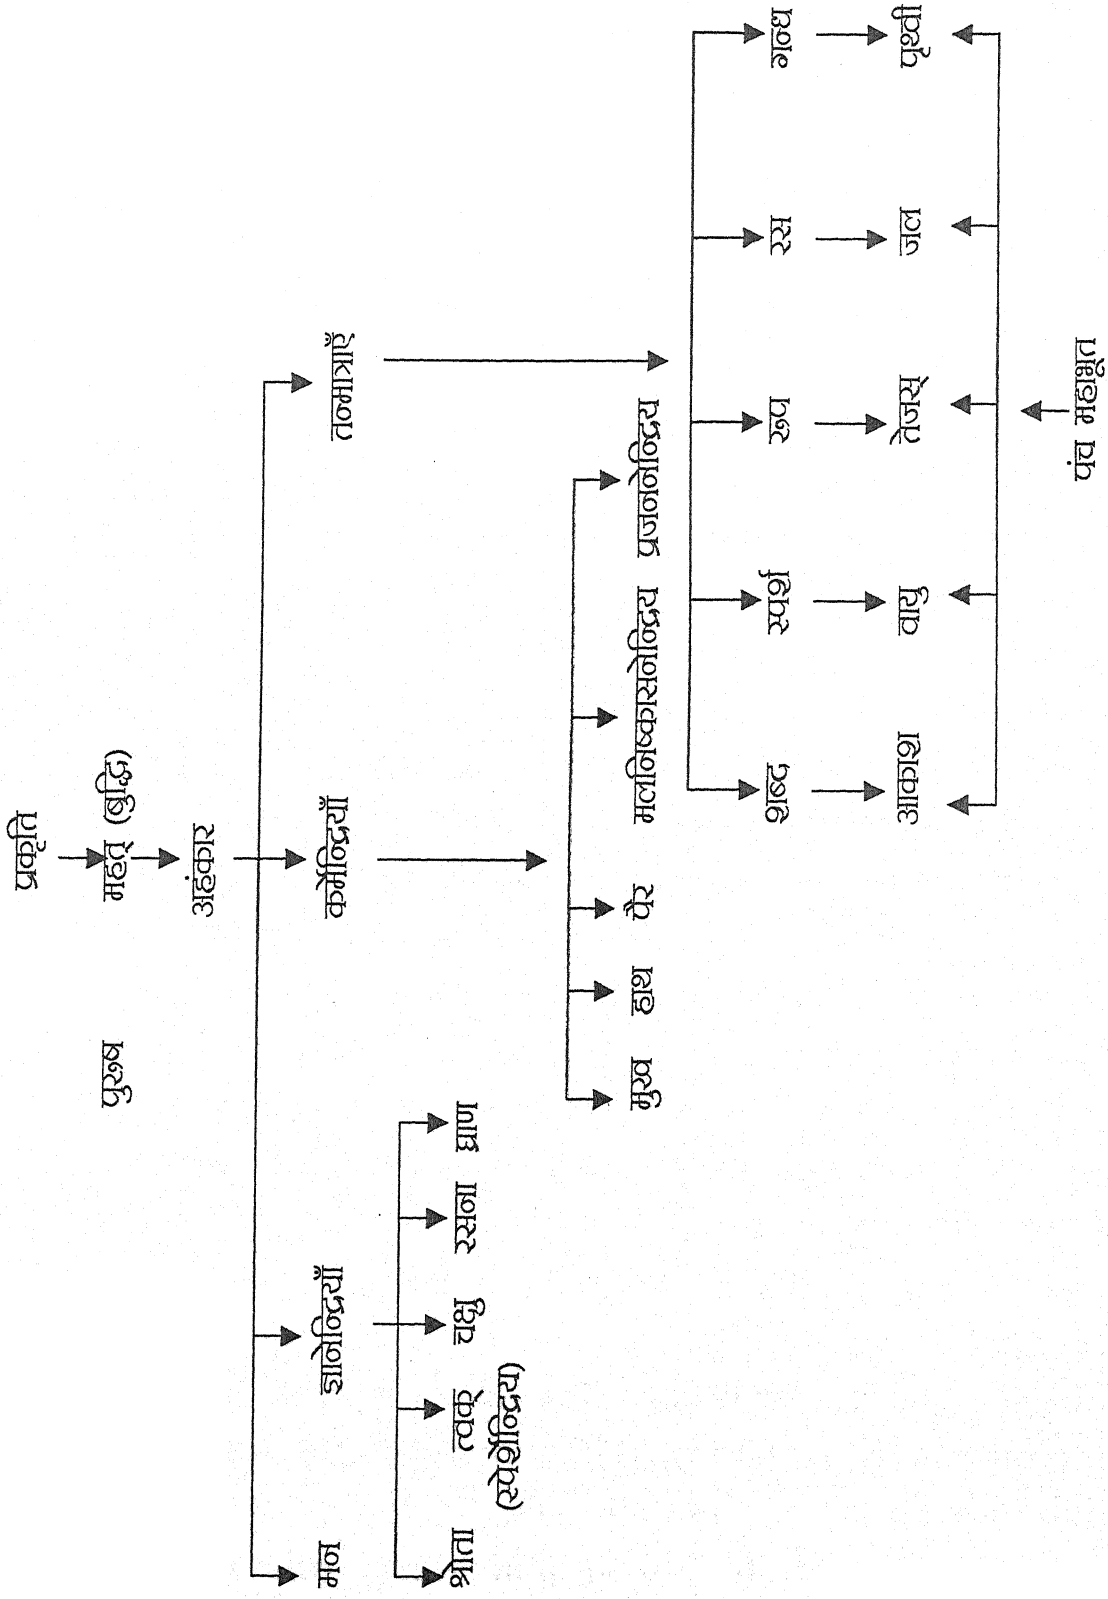 प्रकृति
पुरुष महत् (बुद्धि)
अहंकार
मन ज्ञानेन्द्रियाँ कर्मेन्द्रियाँ तन्मात्राएँ
श्रोता त्वक् चक्षु रसना घ्राण
(स्पर्शेन्द्रिय)
मुख हाथ पैर मलनिष्कासनेन्द्रिय प्रजननेन्द्रिय
शब्द स्पर्श रूप रस गन्ध
आकाश वायु तेजस् जल पृथ्वी
पंच महाभूत